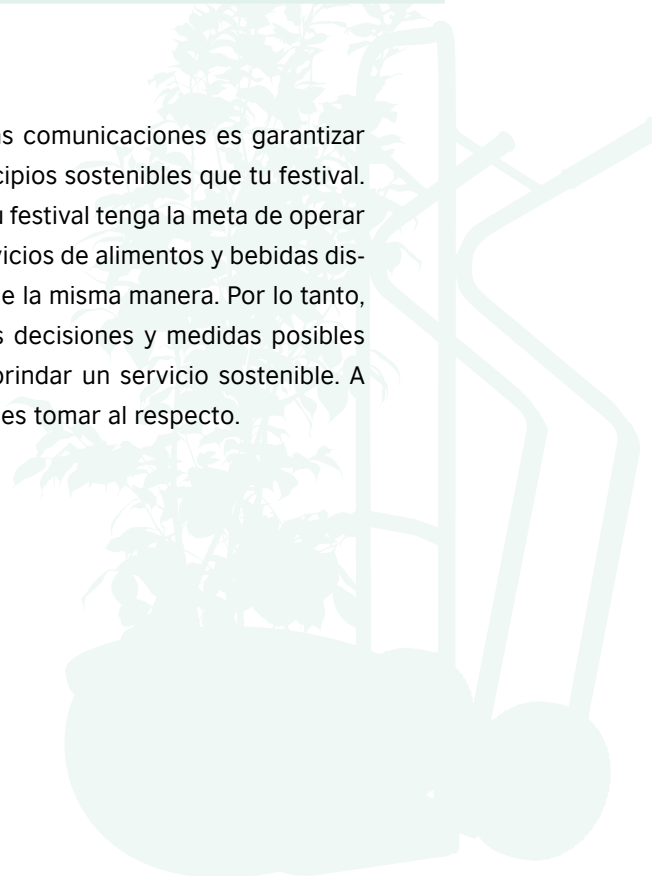 s comunicaciones es garantizar
cipios sostenibles que tu festival.
festival tenga la meta de operar
vicios de alimentos y bebidas dis-
e la misma manera. Por lo tanto,
s decisiones y medidas posibles
brindar un servicio sostenible. A
es tomar al respecto.